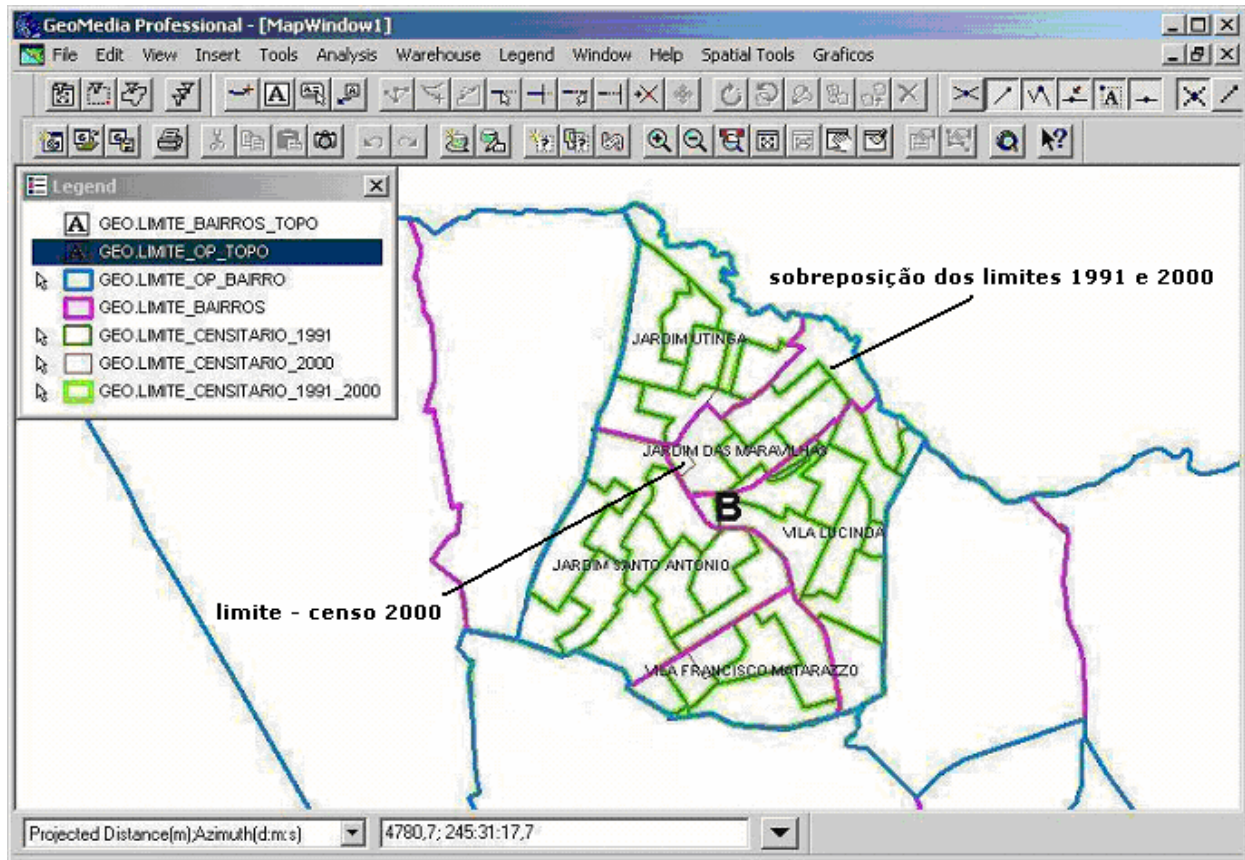 GeoMedia Professional - [MapWindow1]
File Edit View Insert Tools Analysis Warehouse Legend Window Help Spatial Tools Graficos
Legend
A GEO.LIMITE_BAIRROS_TOPO
A GEO.LIMITE_OP_TOPO
GEO.LIMITE_OP_BAIRRO
GEO.LIMITE_BAIRROS
GEO.LIMITE_CENSITARIO_1991
GEO.LIMITE_CENSITARIO_2000
GEO.LIMITE_CENSITARIO_1991_2000
sobreposição dos limites 1991 e 2000
JARDIM UTINGA
JARDIM DAS MARAVILHAS
B
VILA LUCINDA
JARDIM SANTO ANTONIO
limite - censo 2000
VILA FRANCISCO MATARAZZO
Projected Distance(m);Azimuth(d:m:s) 4780,7; 245:31:17,7